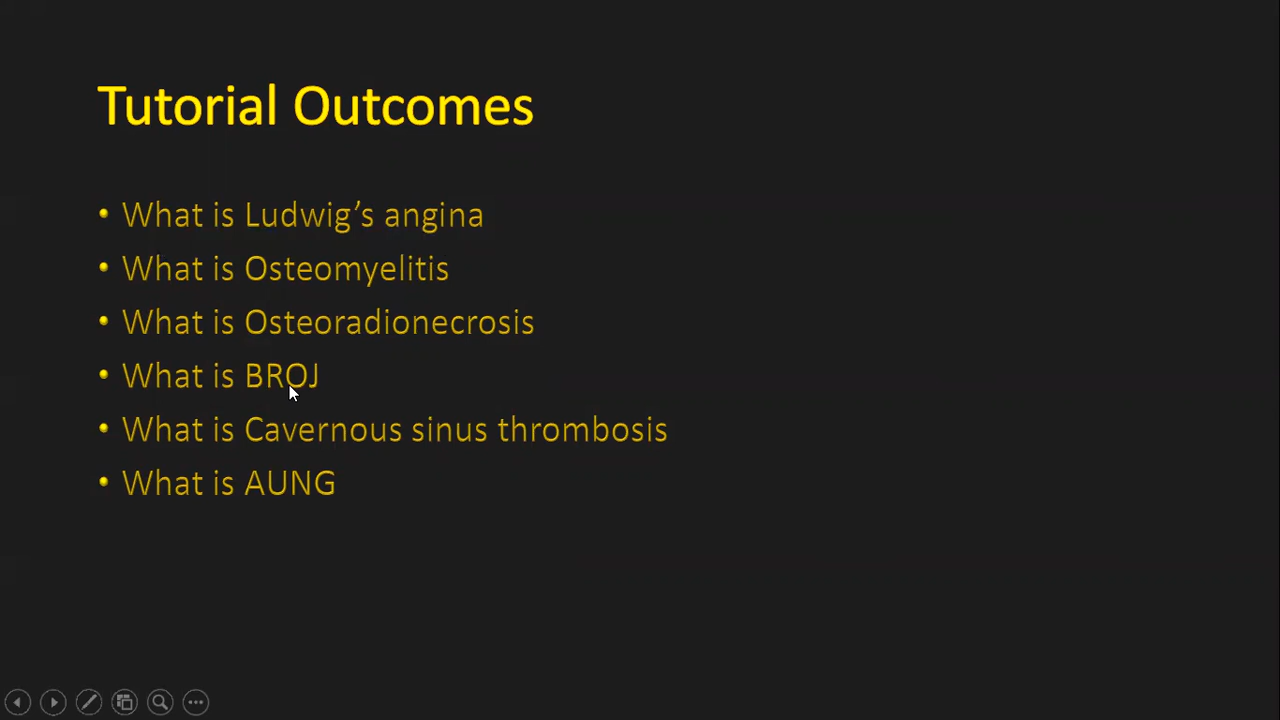 Tutorial Outcomes
• What is Ludwig’s angina
• What is Osteomyelitis
• What is Osteoradionecrosis
• What is BROJ
• What is Cavernous sinus thrombosis
• What is AUNG